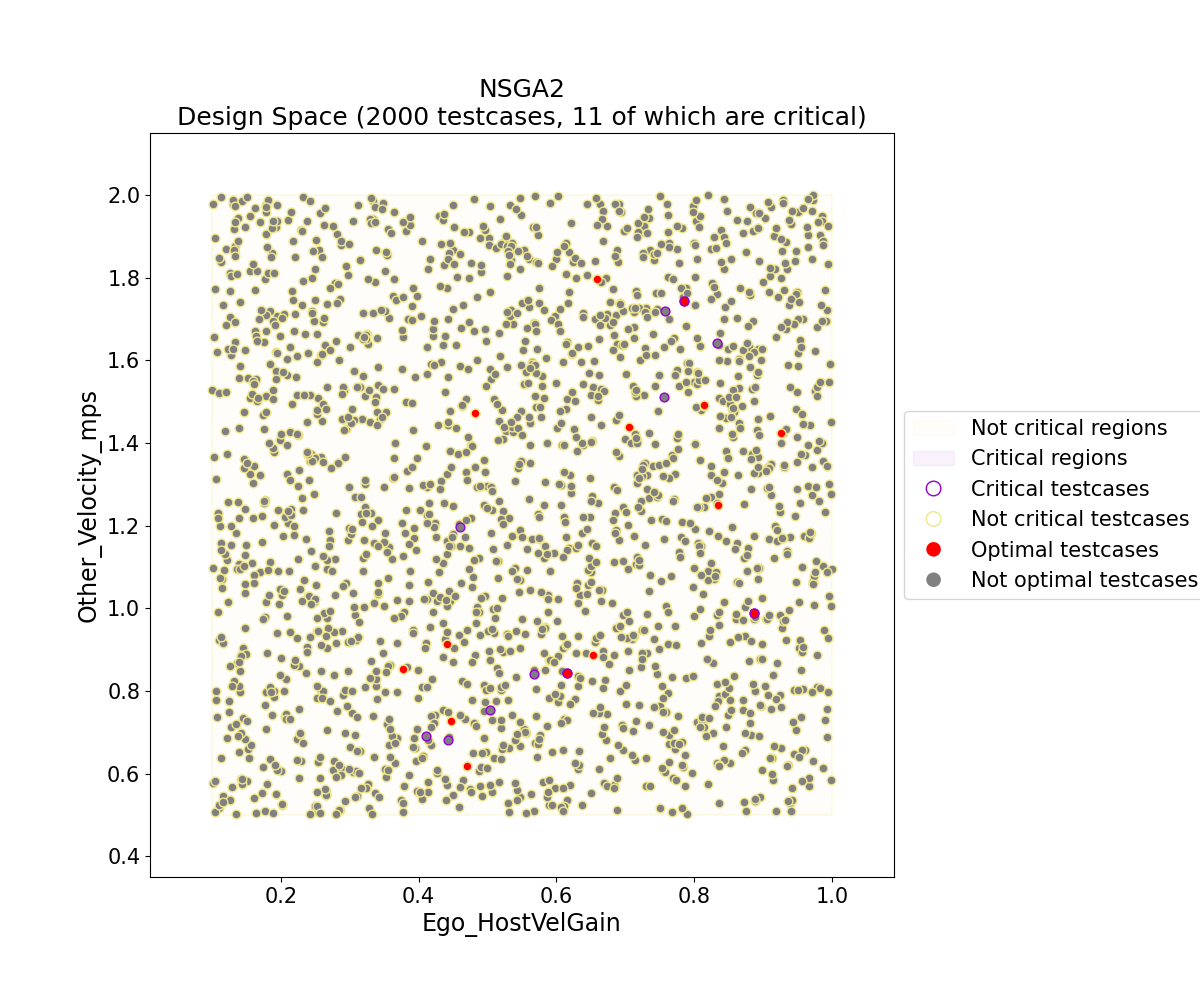 NSGA2
Design Space (2000 testcases, 11 of which are critical)
2.0
1.8
1.6
1.4
1.2
1.0
0.8
0.6
0.4
Other_Velocity_mps
0.2
0.4
0.6
0.8
1.0
Ego_HostVelGain
Not critical regions
Critical regions
Critical testcases
Not critical testcases
Optimal testcases
Not optimal testcases